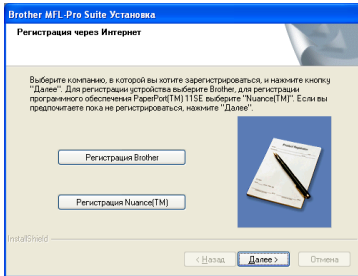 Brother MFL-Pro Suite Установка
Регистрация через Интернет
Выберите компанию, в которой вы хотите зарегистрироваться, и нажмите кнопку
"Далее". Для регистрации устройства выберите Brother, для регистрации
программного обеспечения PaperPort(TM) 11SE выберите "Nuance(TM)". Если вы
предпочитаете пока не регистрироваться, нажмите "Далее".
Product Registration
Регистрация Brother
Регистрация Nuance(TM)
InstallShield
< Назад
Далее >
Отмена